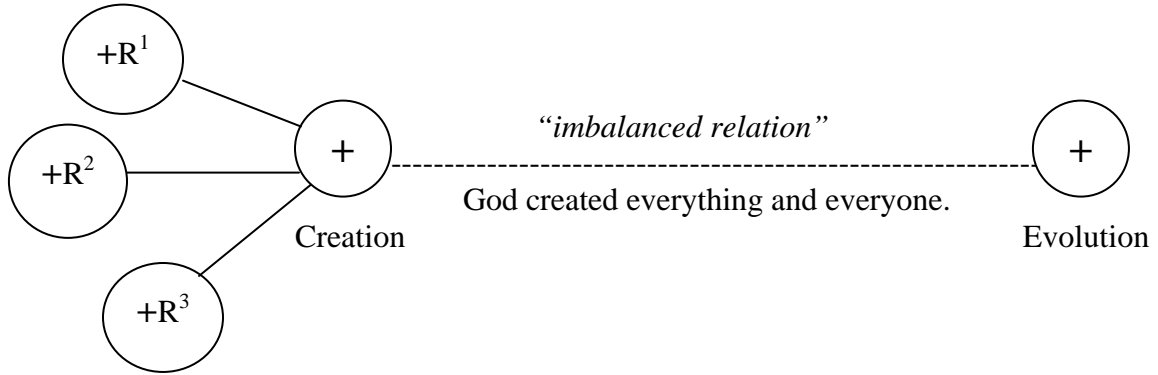 +R¹
+R²
+R³
+
Creation
“imbalanced relation”
God created everything and everyone.
+
Evolution